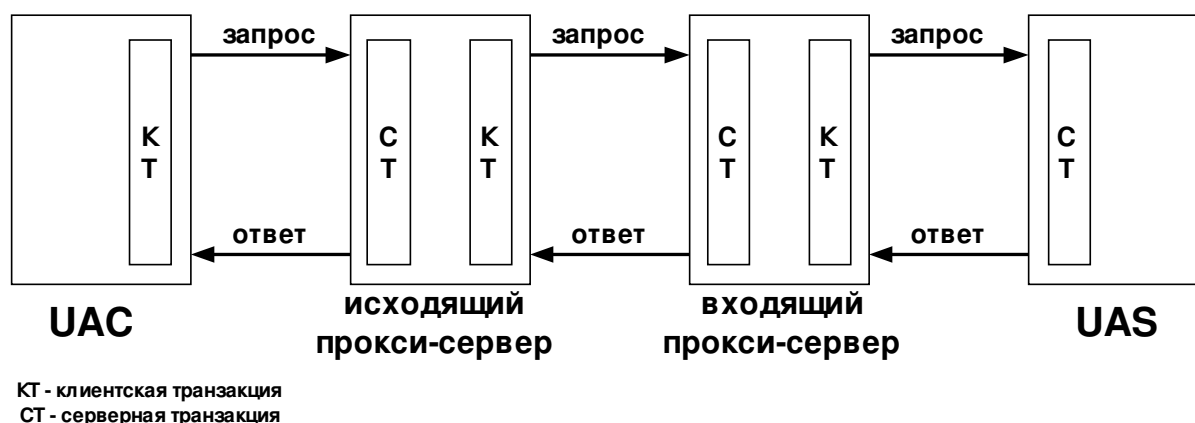 запрос запрос запрос
К Т
С Т
К Т
С Т
К Т
С Т
ответ ответ ответ
UAC
исходящий
прокси-сервер
входящий
прокси-сервер
UAS
КТ - клиентская транзакция
СТ - серверная транзакция